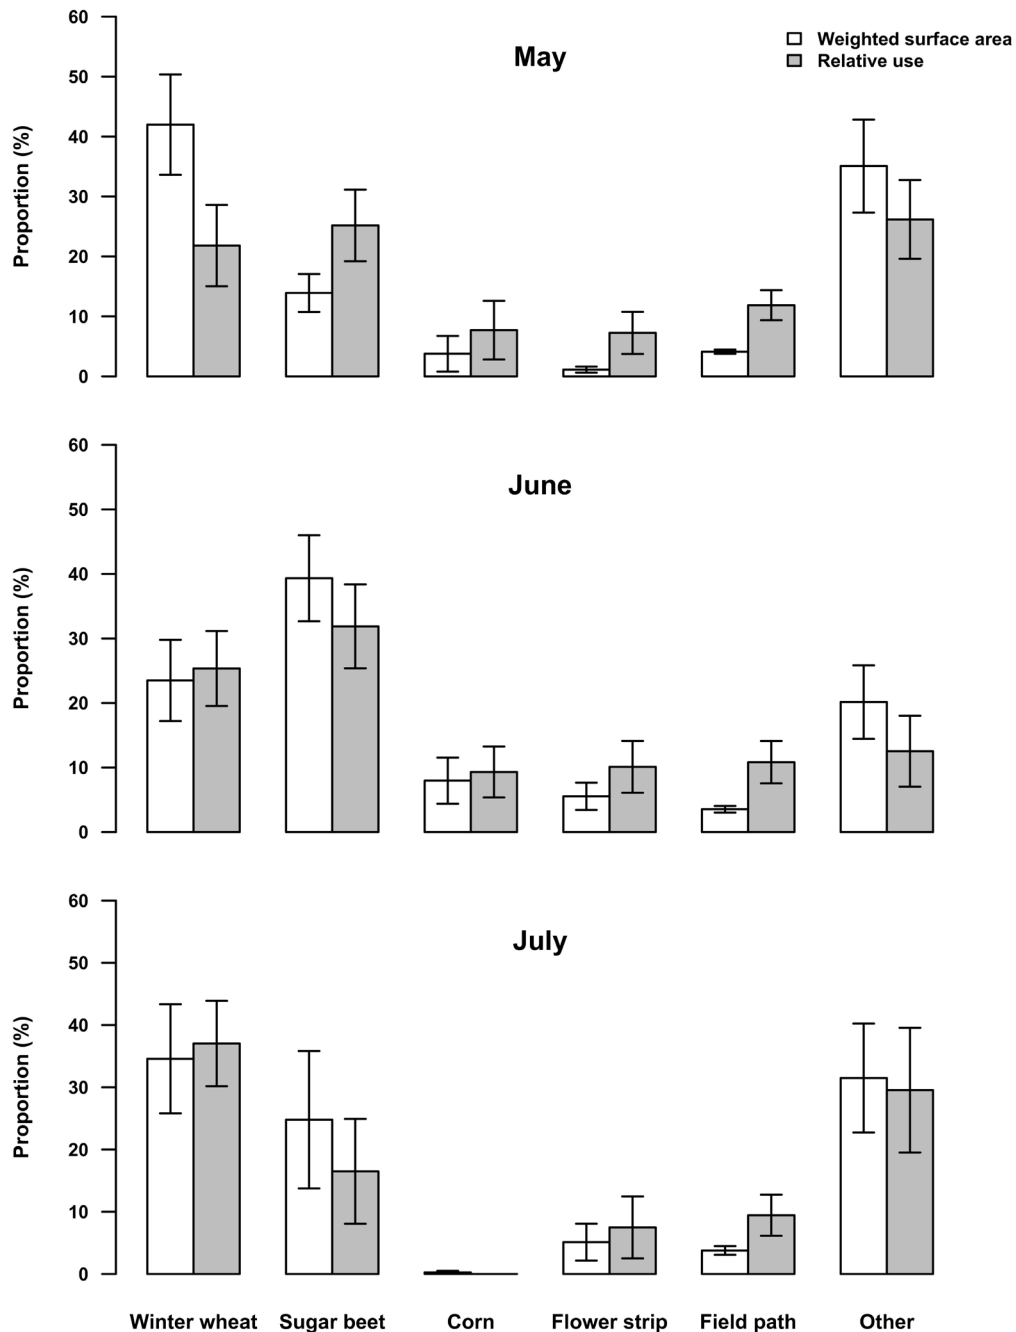 May
Weighted surface area
Relative use
Proportion (%)
60
50
40
30
20
10
0
June
Proportion (%)
60
50
40
30
20
10
0
July
Proportion (%)
60
50
40
30
20
10
0
Winter wheat Sugar beet Corn Flower strip Field path Other